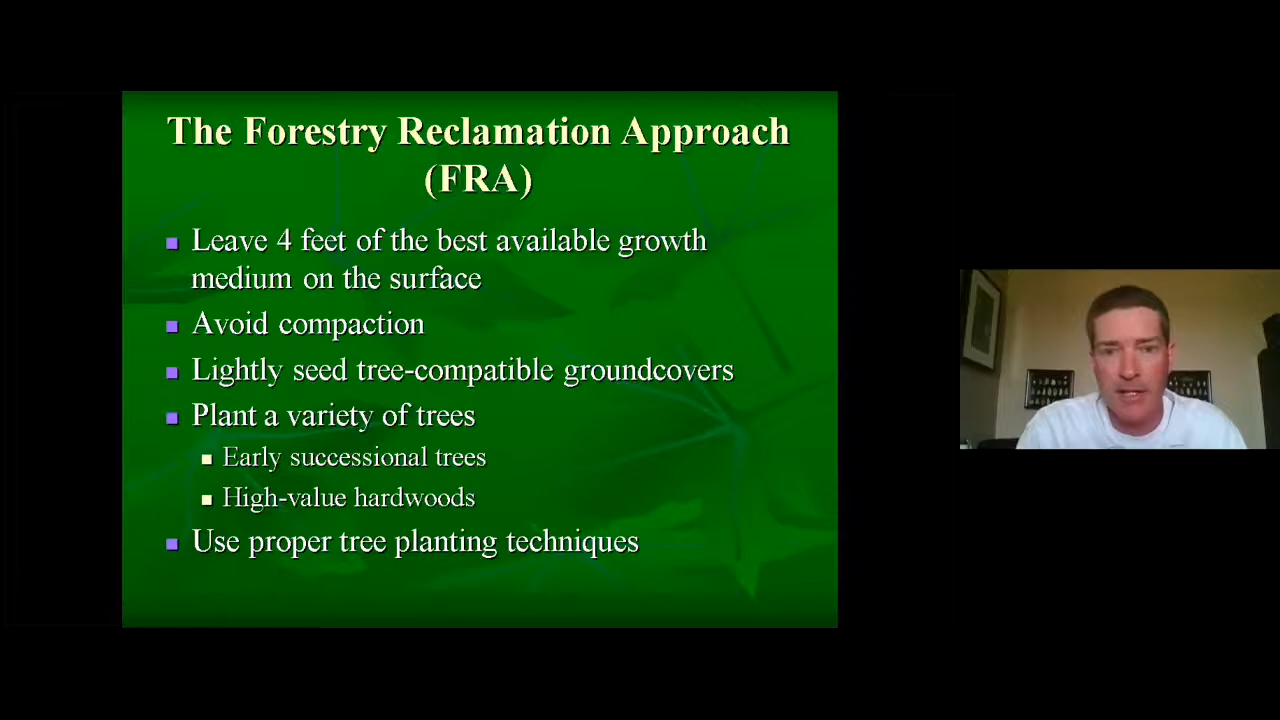 The Forestry Reclamation Approach
(FRA)
Leave 4 feet of the best available growth
medium on the surface
Avoid compaction
Lightly seed tree-compatible groundcovers
Plant a variety of trees
Early successional trees
High-value hardwoods
Use proper tree planting techniques